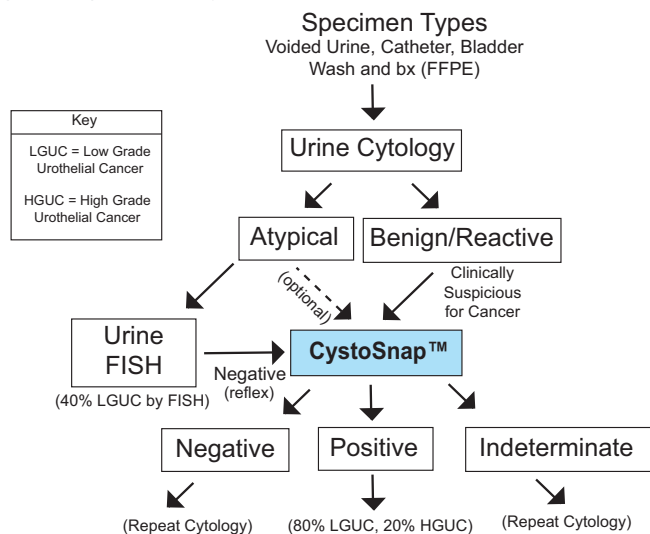 Specimen Types
Voided Urine, Catheter, Bladder
Wash and bx (FFPE)
Key
LGUC = Low Grade
Urothelial Cancer
HGUC = High Grade
Urothelial Cancer
Urine Cytology
Atypical
Benign/Reactive
(optional)
Clinically
Suspicious
for Cancer
Urine
FISH
(40% LGUC by FISH)
Negative
(reflex)
CystoSnap™
Negative
Positive
Indeterminate
(Repeat Cytology)
(80% LGUC, 20% HGUC)
(Repeat Cytology)